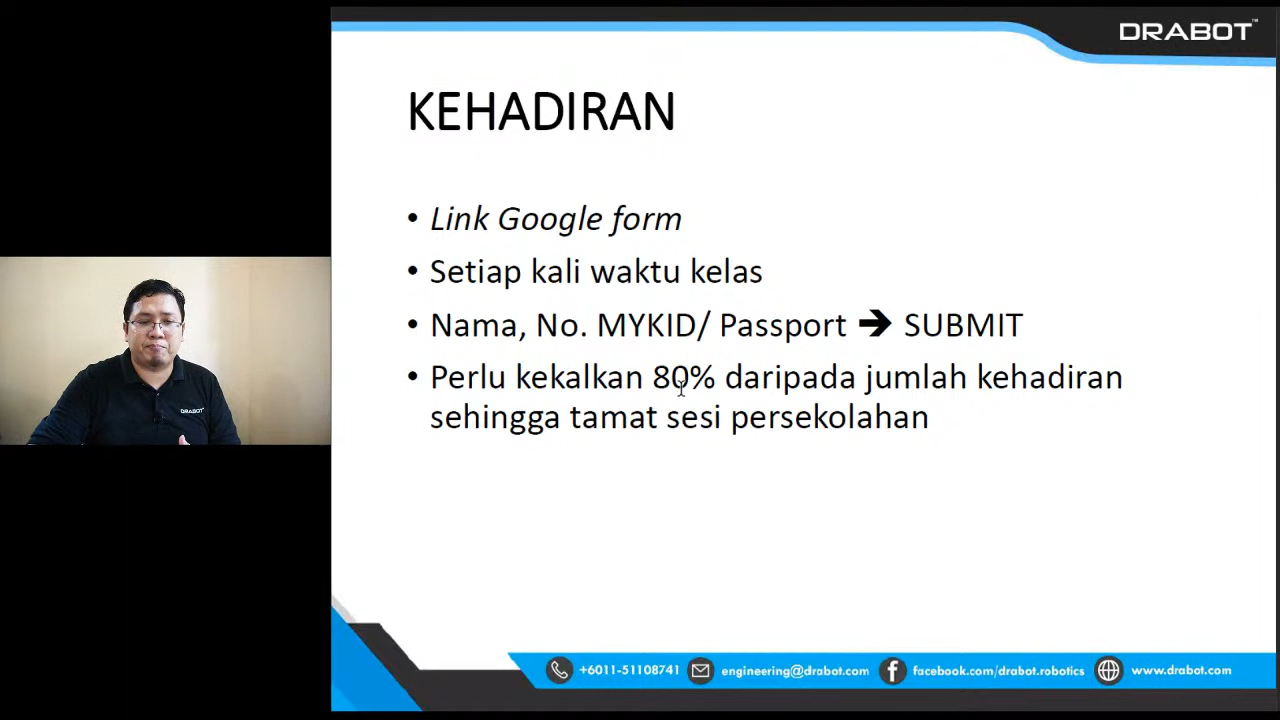 DRABOT™
KEHADIRAN
• Link Google form
• Setiap kali waktu kelas
• Nama, No. MYKID/ Passport ➔ SUBMIT
• Perlu kekalkan 80% daripada jumlah kehadiran
sehingga tamat sesi persekolahan
DRABOT
+6011-51108741 engineering@drabot.com facebook.com/drabot.robotics www.drabot.com